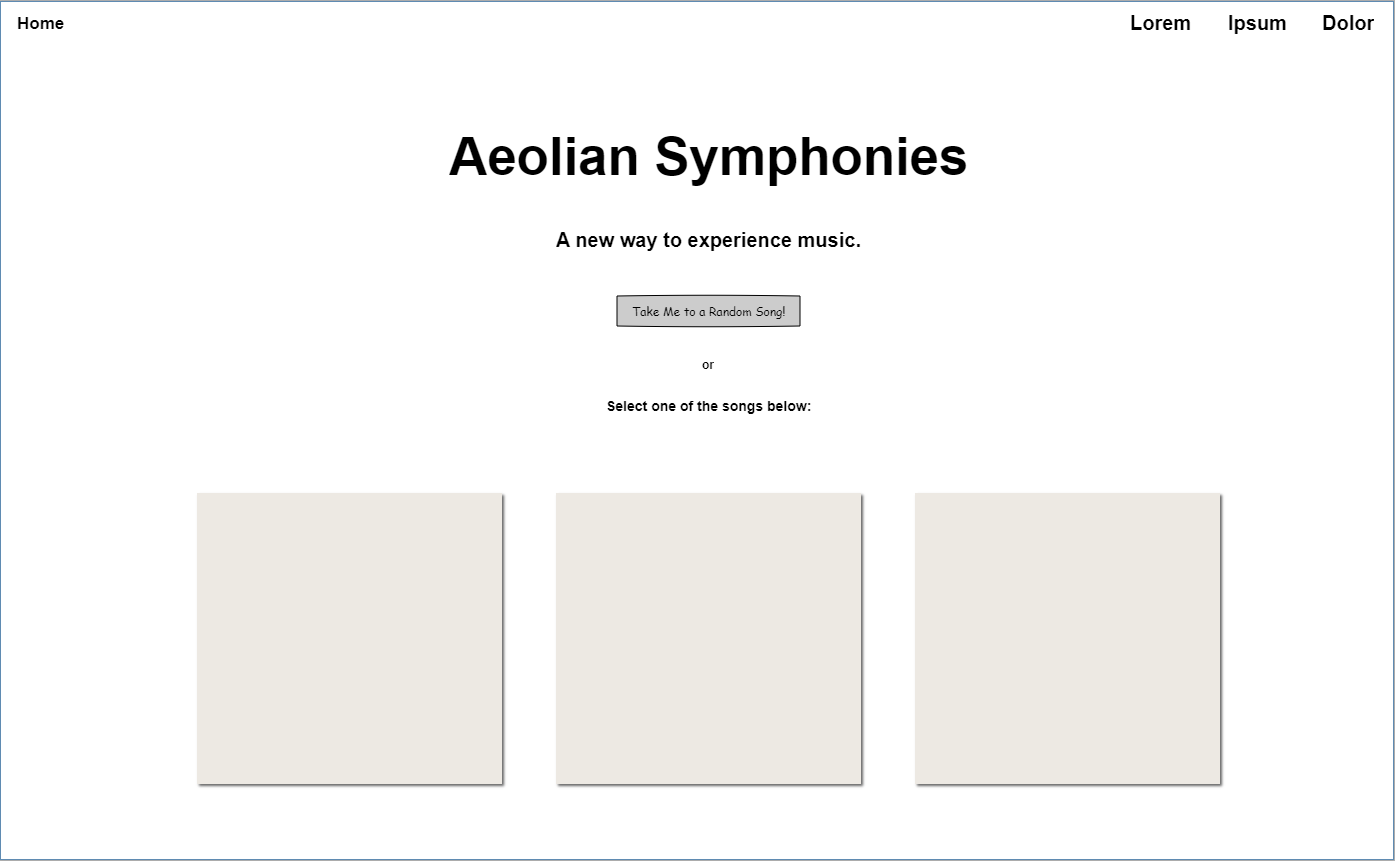 Home Lorem Ipsum Dolor
Aeolian Symphonies
A new way to experience music.
Take Me to a Random Song!
or
Select one of the songs below: